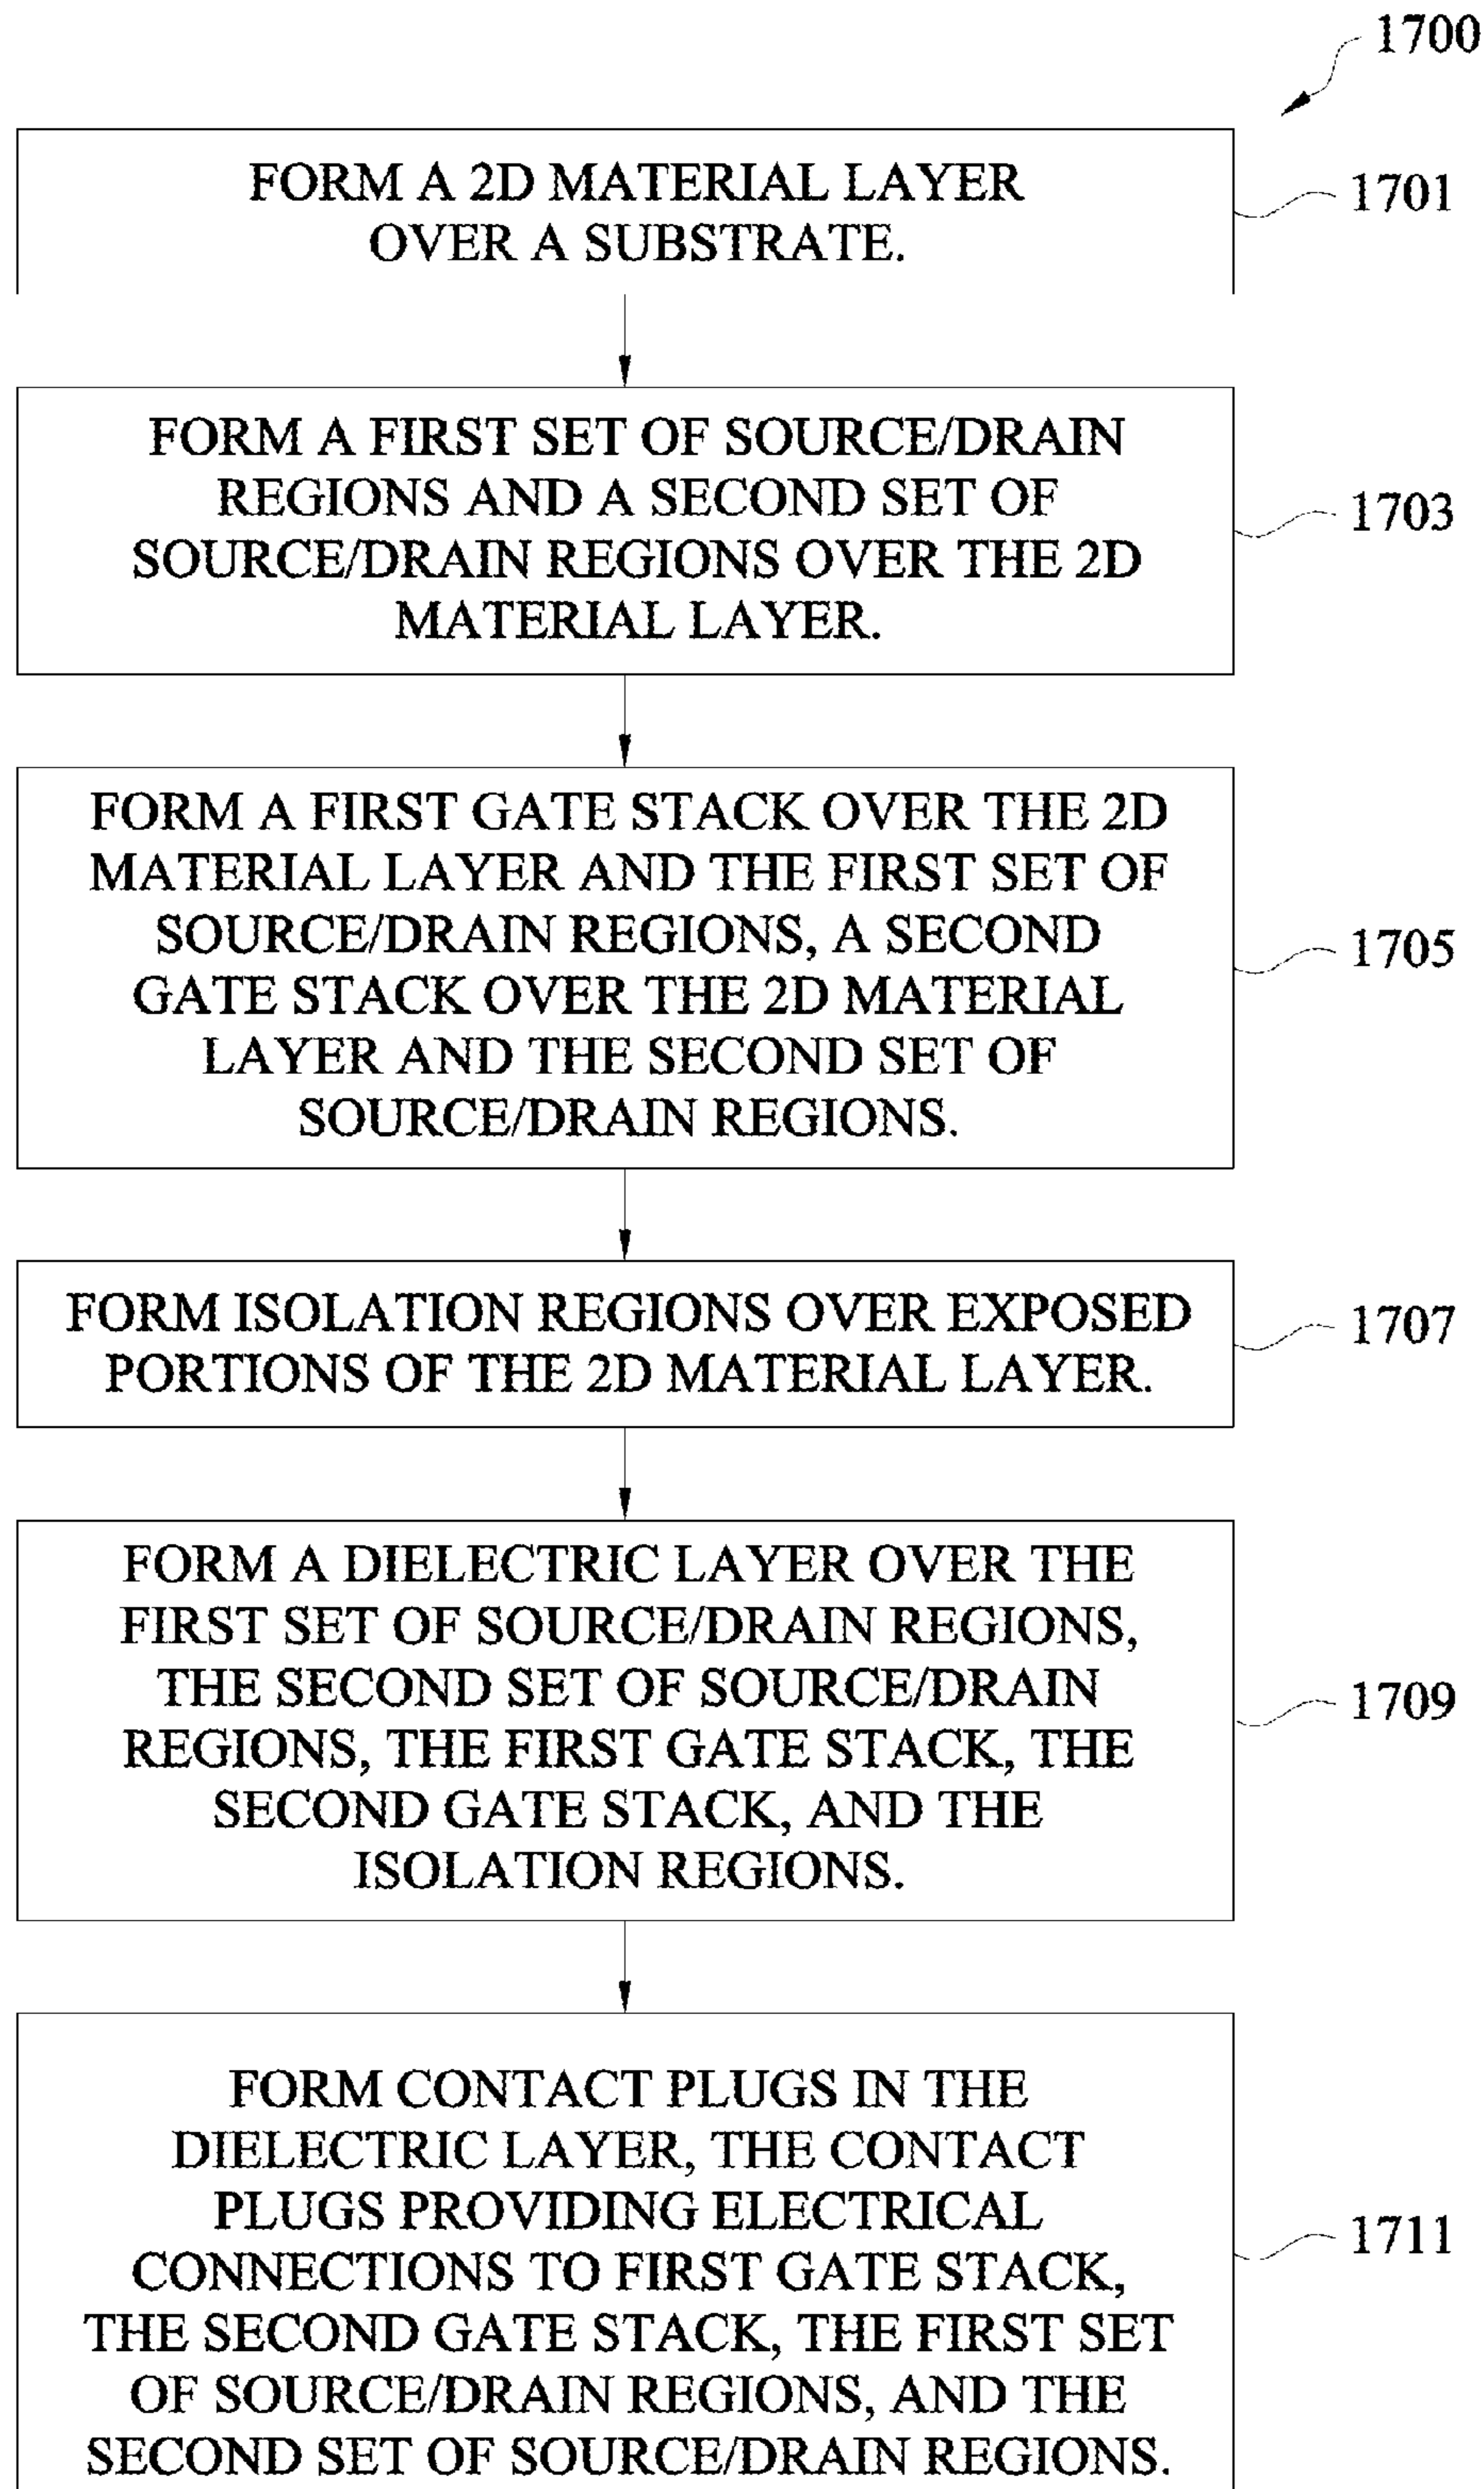 1700
FORM A 2D MATERIAL LAYER
OVER A SUBSTRATE.
1701
FORM A FIRST SET OF SOURCE/DRAIN
REGIONS AND A SECOND SET OF
SOURCE/DRAIN REGIONS OVER THE 2D
MATERIAL LAYER.
1703
FORM A FIRST GATE STACK OVER THE 2D
MATERIAL LAYER AND THE FIRST SET OF
SOURCE/DRAIN REGIONS, A SECOND
GATE STACK OVER THE 2D MATERIAL
LAYER AND THE SECOND SET OF
SOURCE/DRAIN REGIONS.
1705
FORM ISOLATION REGIONS OVER EXPOSED
PORTIONS OF THE 2D MATERIAL LAYER.
1707
FORM A DIELECTRIC LAYER OVER THE
FIRST SET OF SOURCE/DRAIN REGIONS,
THE SECOND SET OF SOURCE/DRAIN
REGIONS, THE FIRST GATE STACK, THE
SECOND GATE STACK, AND THE
ISOLATION REGIONS.
1709
FORM CONTACT PLUGS IN THE
DIELECTRIC LAYER, THE CONTACT
PLUGS PROVIDING ELECTRICAL
CONNECTIONS TO FIRST GATE STACK,
THE SECOND GATE STACK, THE FIRST SET
OF SOURCE/DRAIN REGIONS, AND THE
SECOND SET OF SOURCE/DRAIN REGIONS.
1711